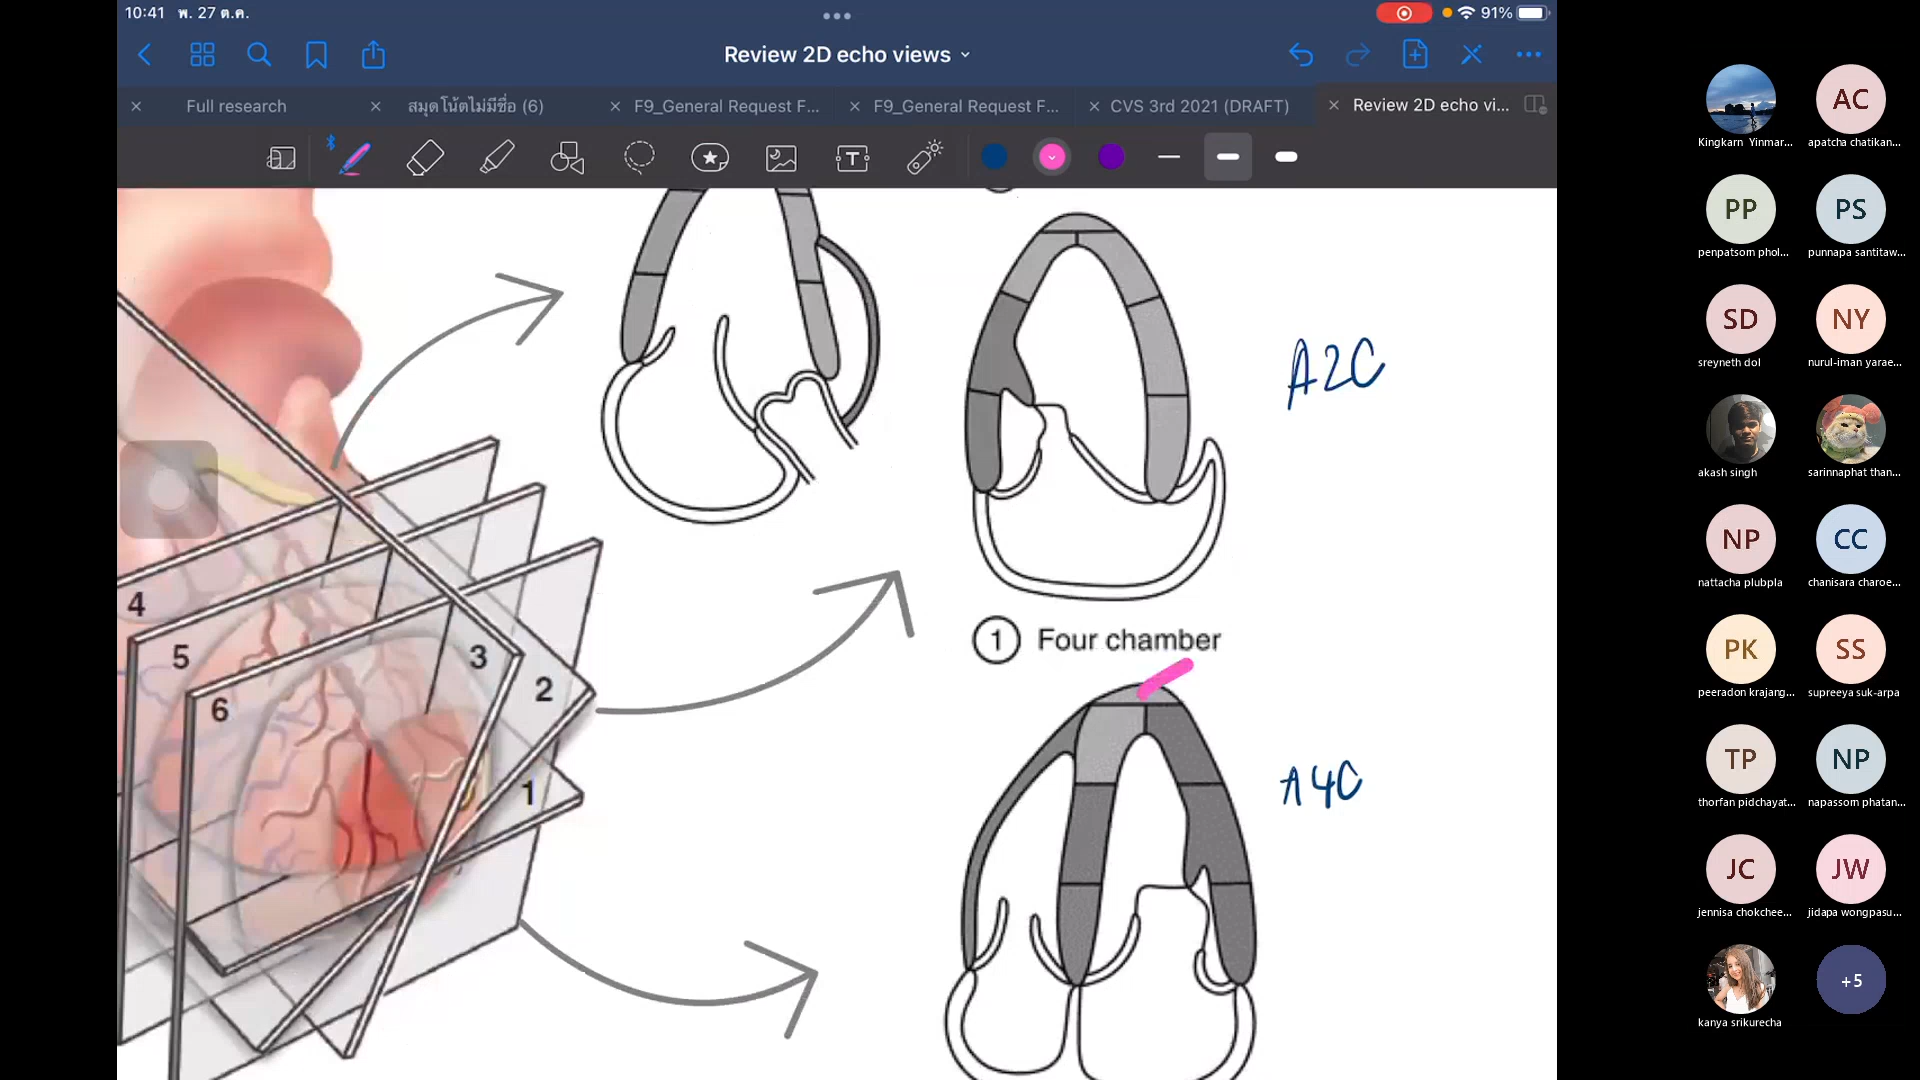 10:41 พ. 27 ต.ค.
91%
Review 2D echo views
Full research
สมุดโน้ตไม่มีชื่อ (6)
F9_General Request F...
F9_General Request F...
CVS 3rd 2021 (DRAFT)
Review 2D echo vi...
T
A2C
1 Four chamber
A4C
4
5
6
3
2
1
Kingkarn Yinmar...
AC
apatcha chatikan...
PP
penpatsorn phol...
PS
punnapa santitaw...
SD
sreyneth dol
NY
nurul-iman yarae...
akash singh
sarinnaphat than...
NP
nattacha plubpla
CC
chanisara charoe...
PK
peeradon krajang...
SS
supreeya suk-arpa
TP
thorfan pidchayat...
NP
napassorn phatan...
JC
jennisa chokchee...
JW
jidapa wongpasu...
kanya srikurecha
+5